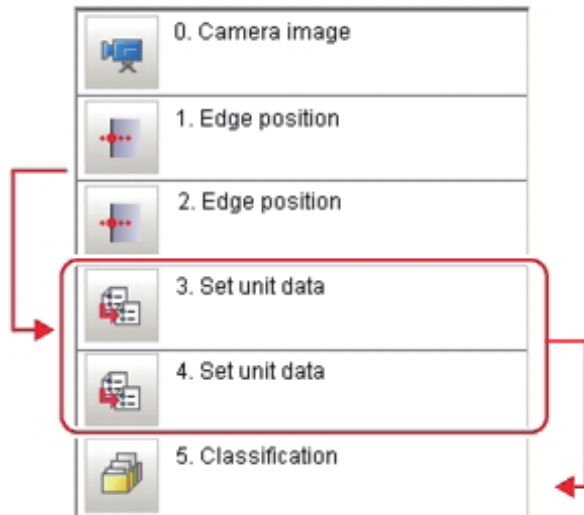 0. Camera image
1. Edge position
2. Edge position
3. Set unit data
4. Set unit data
5. Classification